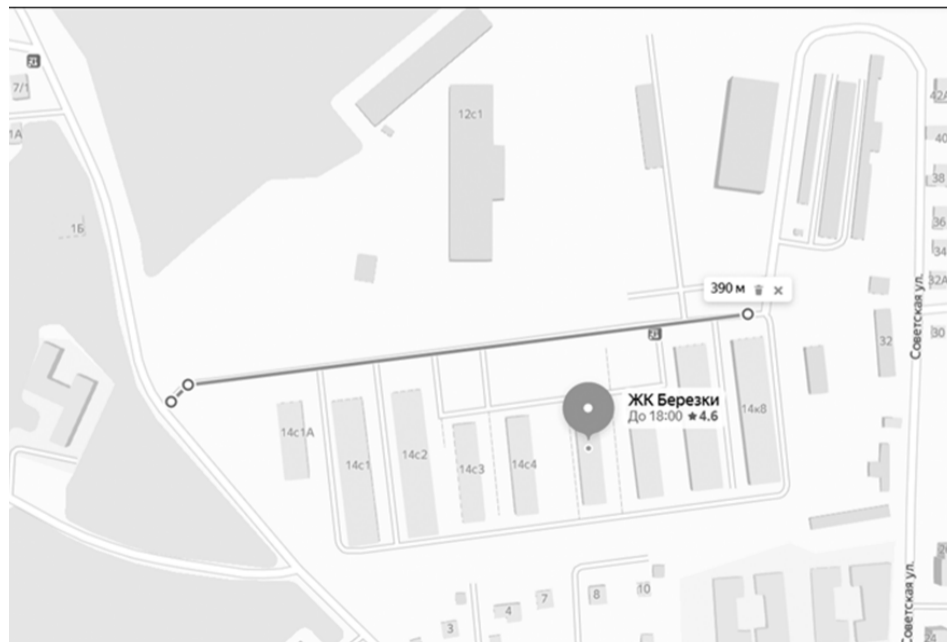 7/1
1А
1Б
12с1
42А
40
38
36
34
32А
30
32
Советская ул.
390 м
ЖК Березки
До 18:00 ★4.6
14с1А
14с1
14с2
14с3
14с4
14к8
3
4
7
8
10
Советская ул.